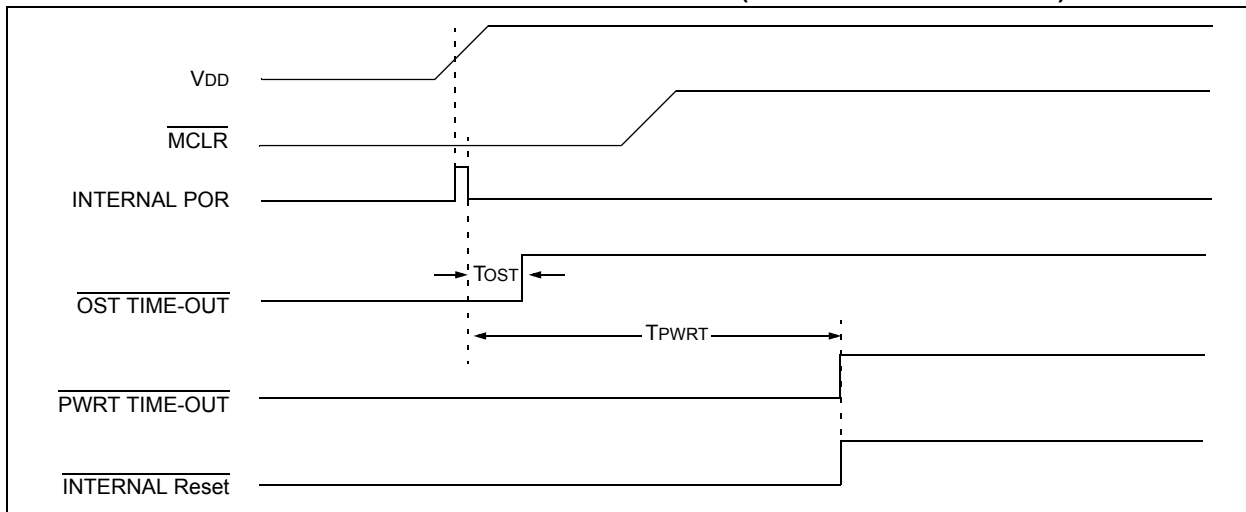 VDD
MCLR
INTERNAL POR
TOST
OST TIME-OUT
TPWRT
PWRT TIME-OUT
INTERNAL Reset